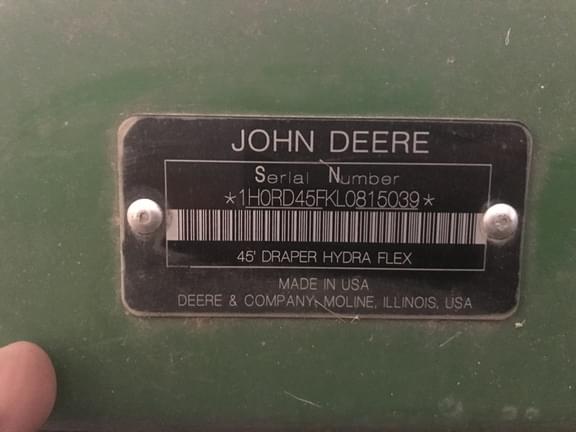 JOHN DEERE
Serial Number
*1H0RD45FKL0815039*
45' DRAPER HYDRA FLEX
MADE IN USA
DEERE & COMPANY, MOLINE, ILLINOIS, USA